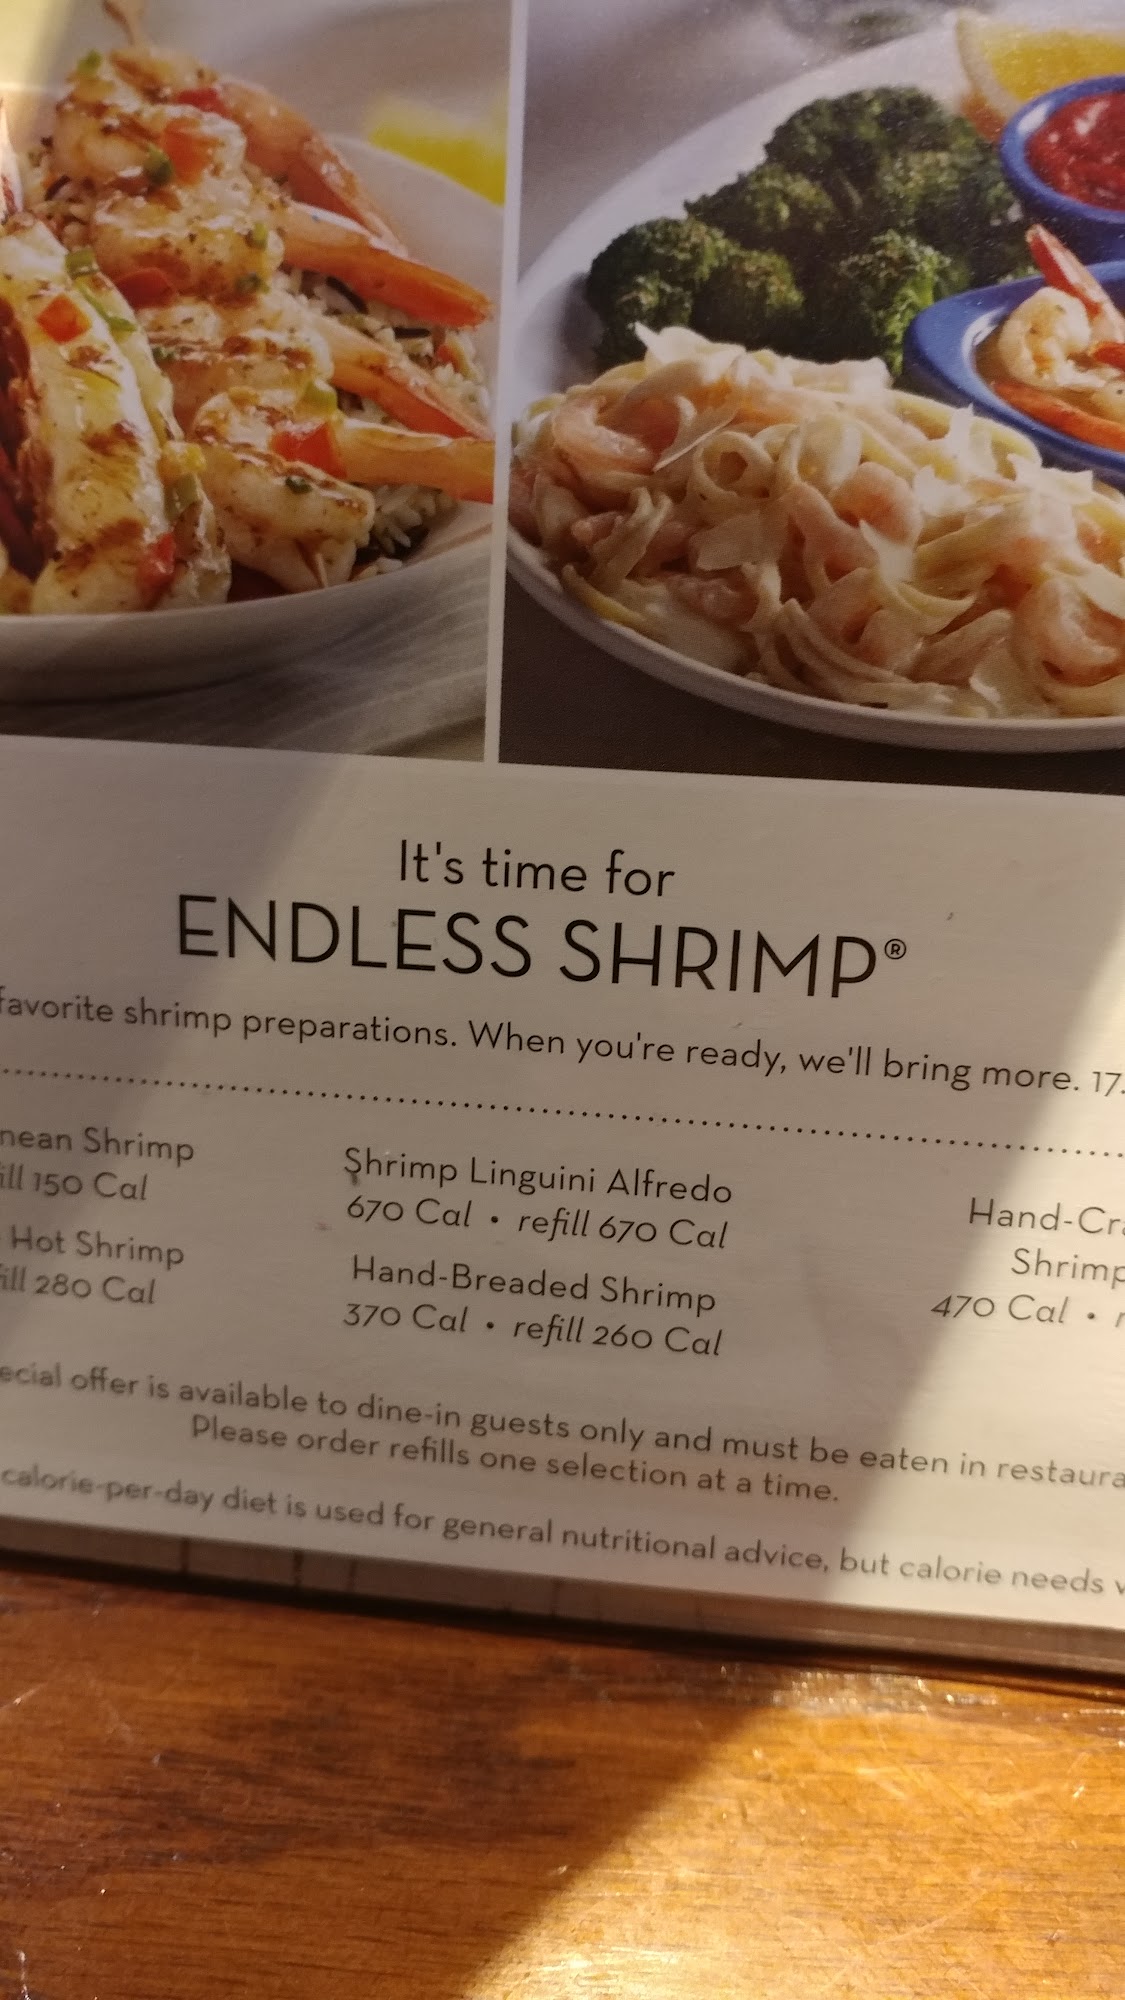 It's time for
ENDLESS SHRIMP®
favorite shrimp preparations. When you're ready, we'll bring more. 17.
nean Shrimp
ill 150 Cal
Hot Shrimp
ill 280 Cal
Shrimp Linguini Alfredo
670 Cal • refill 670 Cal
Hand-Breaded Shrimp
370 Cal • refill 260 Cal
Hand-Cra
Shrimp
470 Cal • r
ecial offer is available to dine-in guests only and must be eaten in restaura
Please order refills one selection at a time.
calorie-per-day diet is used for general nutritional advice, but calorie needs v